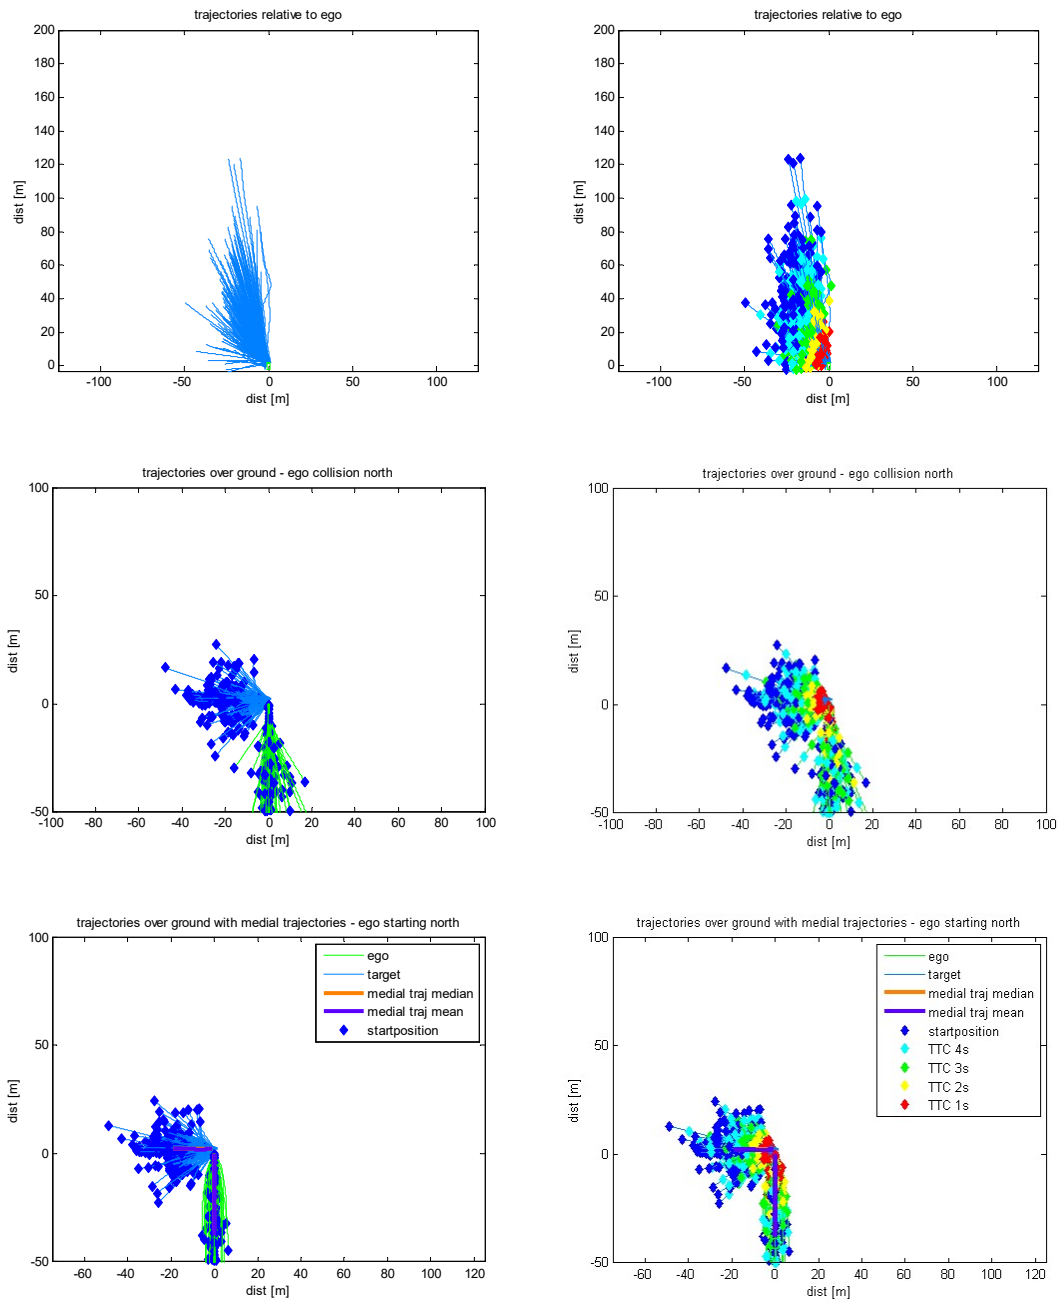 trajectories relative to ego
200
180
160
140
120
100
80
60
40
20
0
dist [m]
-100
-50
0
50
100
dist [m]
trajectories relative to ego
200
180
160
140
120
100
80
60
40
20
0
dist [m]
-100
-50
0
50
100
dist [m]
trajectories over ground - ego collision north
100
50
0
-50
dist [m]
-100
-80
-60
-40
-20
0
20
40
60
80
100
dist [m]
trajectories over ground - ego collision north
100
50
0
-50
dist [m]
-100
-80
-60
-40
-20
0
20
40
60
80
100
dist [m]
trajectories over ground with medial trajectories - ego starting north
100
50
0
-50
dist [m]
ego
target
medial traj median
medial traj mean
startposition
-100
-80
-60
-40
-20
0
20
40
60
80
100
120
dist [m]
trajectories over ground with medial trajectories - ego starting north
100
50
0
-50
dist [m]
ego
target
medial traj median
medial traj mean
startposition
TTC 4s
TTC 3s
TTC 2s
TTC 1s
-100
-80
-60
-40
-20
0
20
40
60
80
100
120
dist [m]